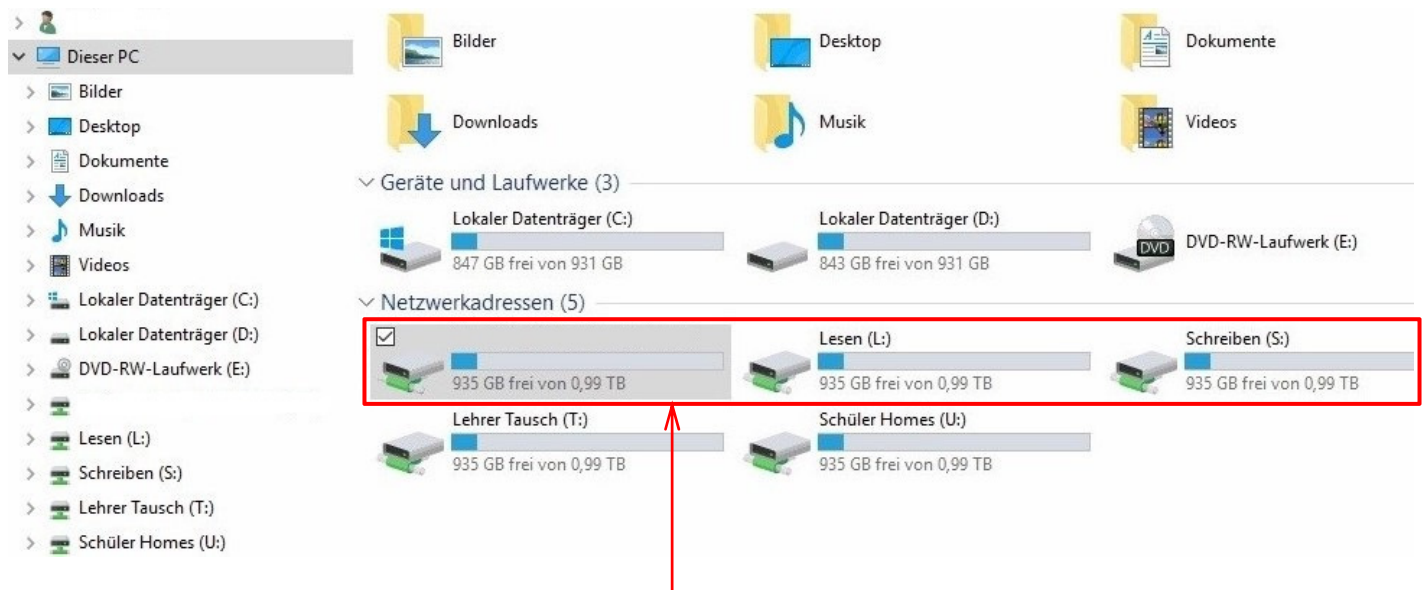 Dieser PC
Bilder
Desktop
Dokumente
Downloads
Musik
Videos
Lokaler Datenträger (C:)
Lokaler Datenträger (D:)
DVD-RW-Laufwerk (E:)
Lesen (L:)
Schreiben (S:)
Lehrer Tausch (T:)
Schüler Homes (U:)
Bilder
Desktop
Dokumente
Downloads
Musik
Videos
Geräte und Laufwerke (3)
Lokaler Datenträger (C:)
847 GB frei von 931 GB
Lokaler Datenträger (D:)
843 GB frei von 931 GB
DVD
DVD-RW-Laufwerk (E:)
Netzwerkadressen (5)
935 GB frei von 0,99 TB
Lesen (L:)
935 GB frei von 0,99 TB
Schreiben (S:)
935 GB frei von 0,99 TB
Lehrer Tausch (T:)
935 GB frei von 0,99 TB
Schüler Homes (U:)
935 GB frei von 0,99 TB